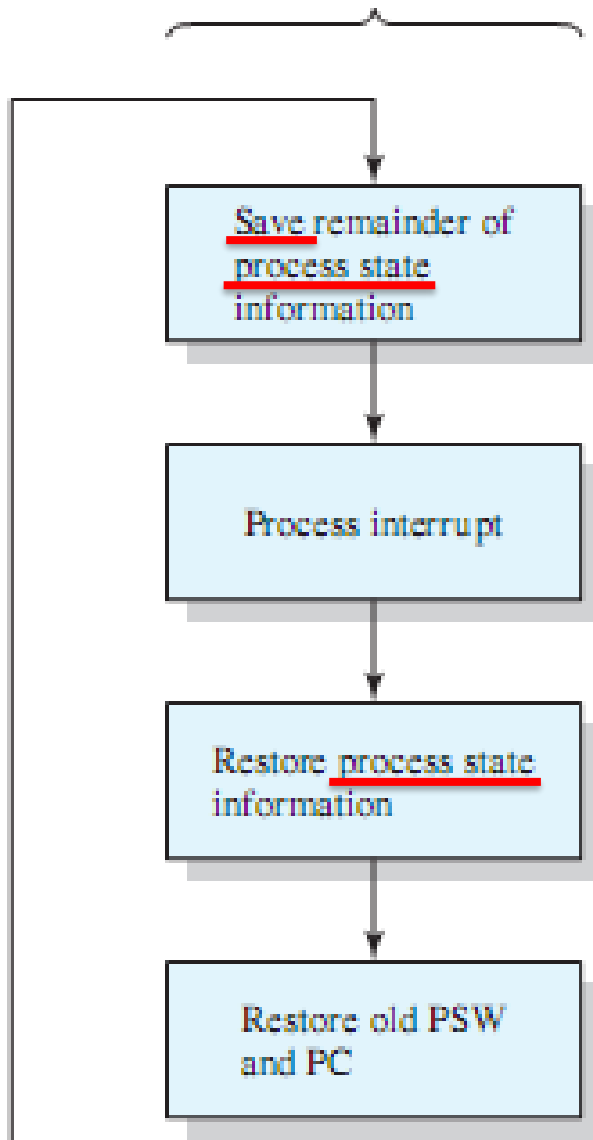 Save remainder of
process state
information
Process interrupt
Restore process state
information
Restore old PSW
and PC